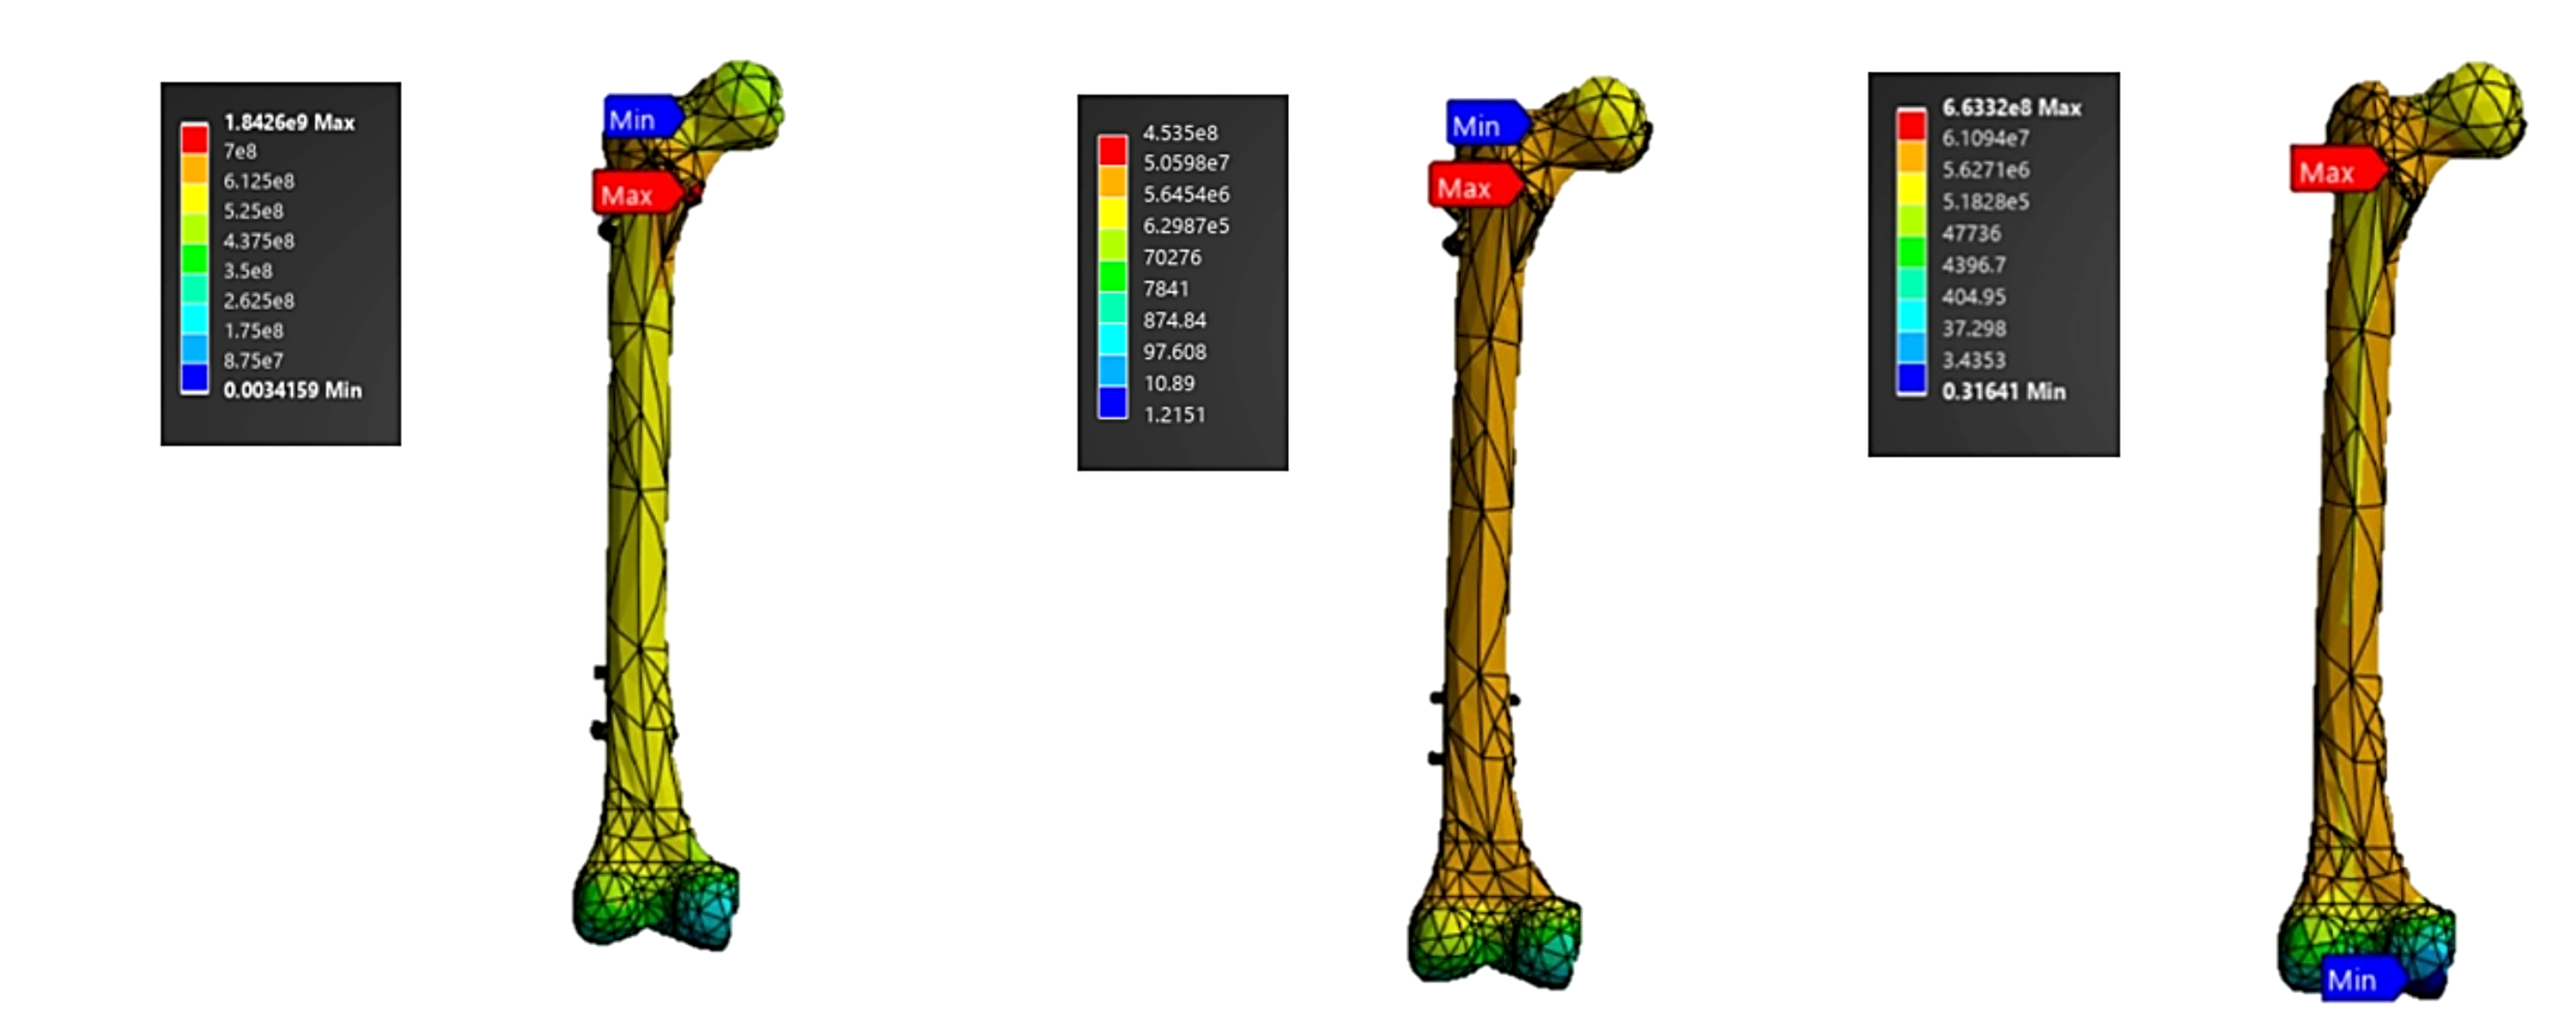 1.8426e9 Max
7e8
6.125e8
5.25e8
4.375e8
3.5e8
2.625e8
1.75e8
8.75e7
0.0034159 Min
Min
Max
4.535e8
5.0598e7
5.6454e6
6.2987e5
70276
7841
874.84
97.608
10.89
1.2151
Min
Max
6.6332e8 Max
6.1094e7
5.6271e6
5.1828e5
47736
4396.7
404.95
37.298
3.4353
0.31641 Min
Max
Min